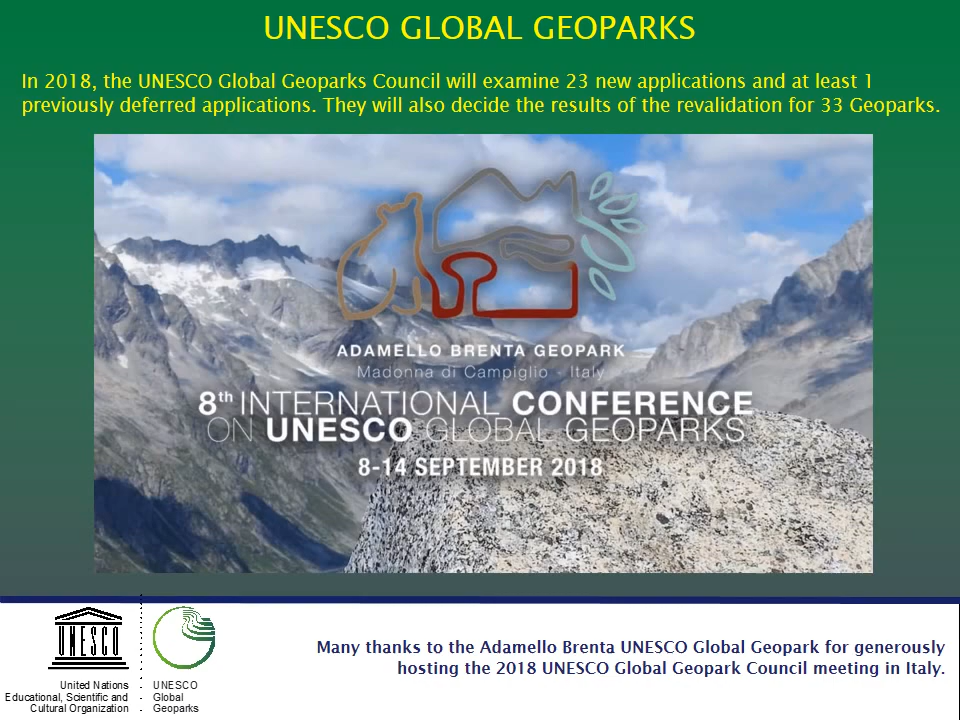 UNESCO GLOBAL GEOPARKS
In 2018, the UNESCO Global Geoparks Council will examine 23 new applications and at least 1
previously deferred applications. They will also decide the results of the revalidation for 33 Geoparks.
ADAMELLO BRENTA GEOPARK
Madonna di Campiglio - Italy
8th INTERNATIONAL CONFERENCE
ON UNESCO GLOBAL GEOPARKS
8-14 SEPTEMBER 2018
UNESCO
United Nations
Educational, Scientific and
Cultural Organization
UNESCO
Global
Geoparks
Many thanks to the Adamello Brenta UNESCO Global Geopark for generously
hosting the 2018 UNESCO Global Geopark Council meeting in Italy.